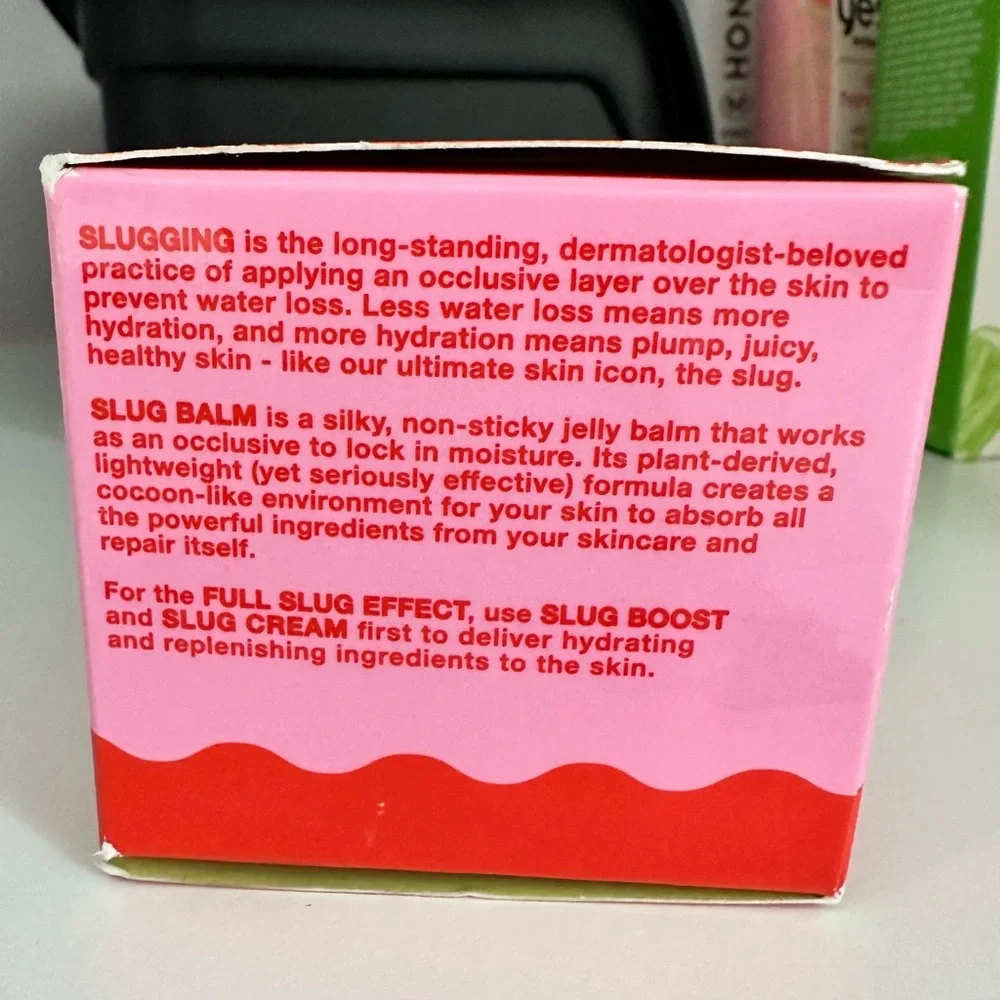 SLUGGING is the long-standing, dermatologist-beloved
practice of applying an occlusive layer over the skin to
prevent water loss. Less water loss means more
hydration, and more hydration means plump, juicy,
healthy skin - like our ultimate skin icon, the slug.
SLUG BALM is a silky, non-sticky jelly balm that works
as an occlusive to lock in moisture. Its plant-derived,
lightweight (yet seriously effective) formula creates a
cocoon-like environment for your skin to absorb all
the powerful ingredients from your skincare and
repair itself.
For the FULL SLUG EFFECT, use SLUG BOOST
and SLUG CREAM first to deliver hydrating
and replenishing ingredients to the skin.